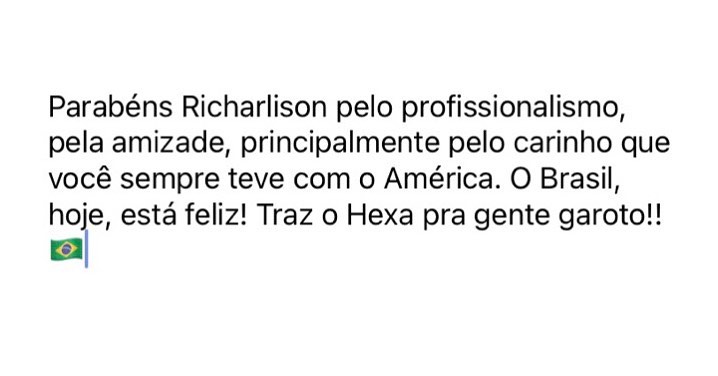 Parabéns Richarlison pelo profissionalismo,
pela amizade, principalmente pelo carinho que
você sempre teve com o América. O Brasil,
hoje, está feliz! Traz o Hexa pra gente garoto!!
🇧🇷